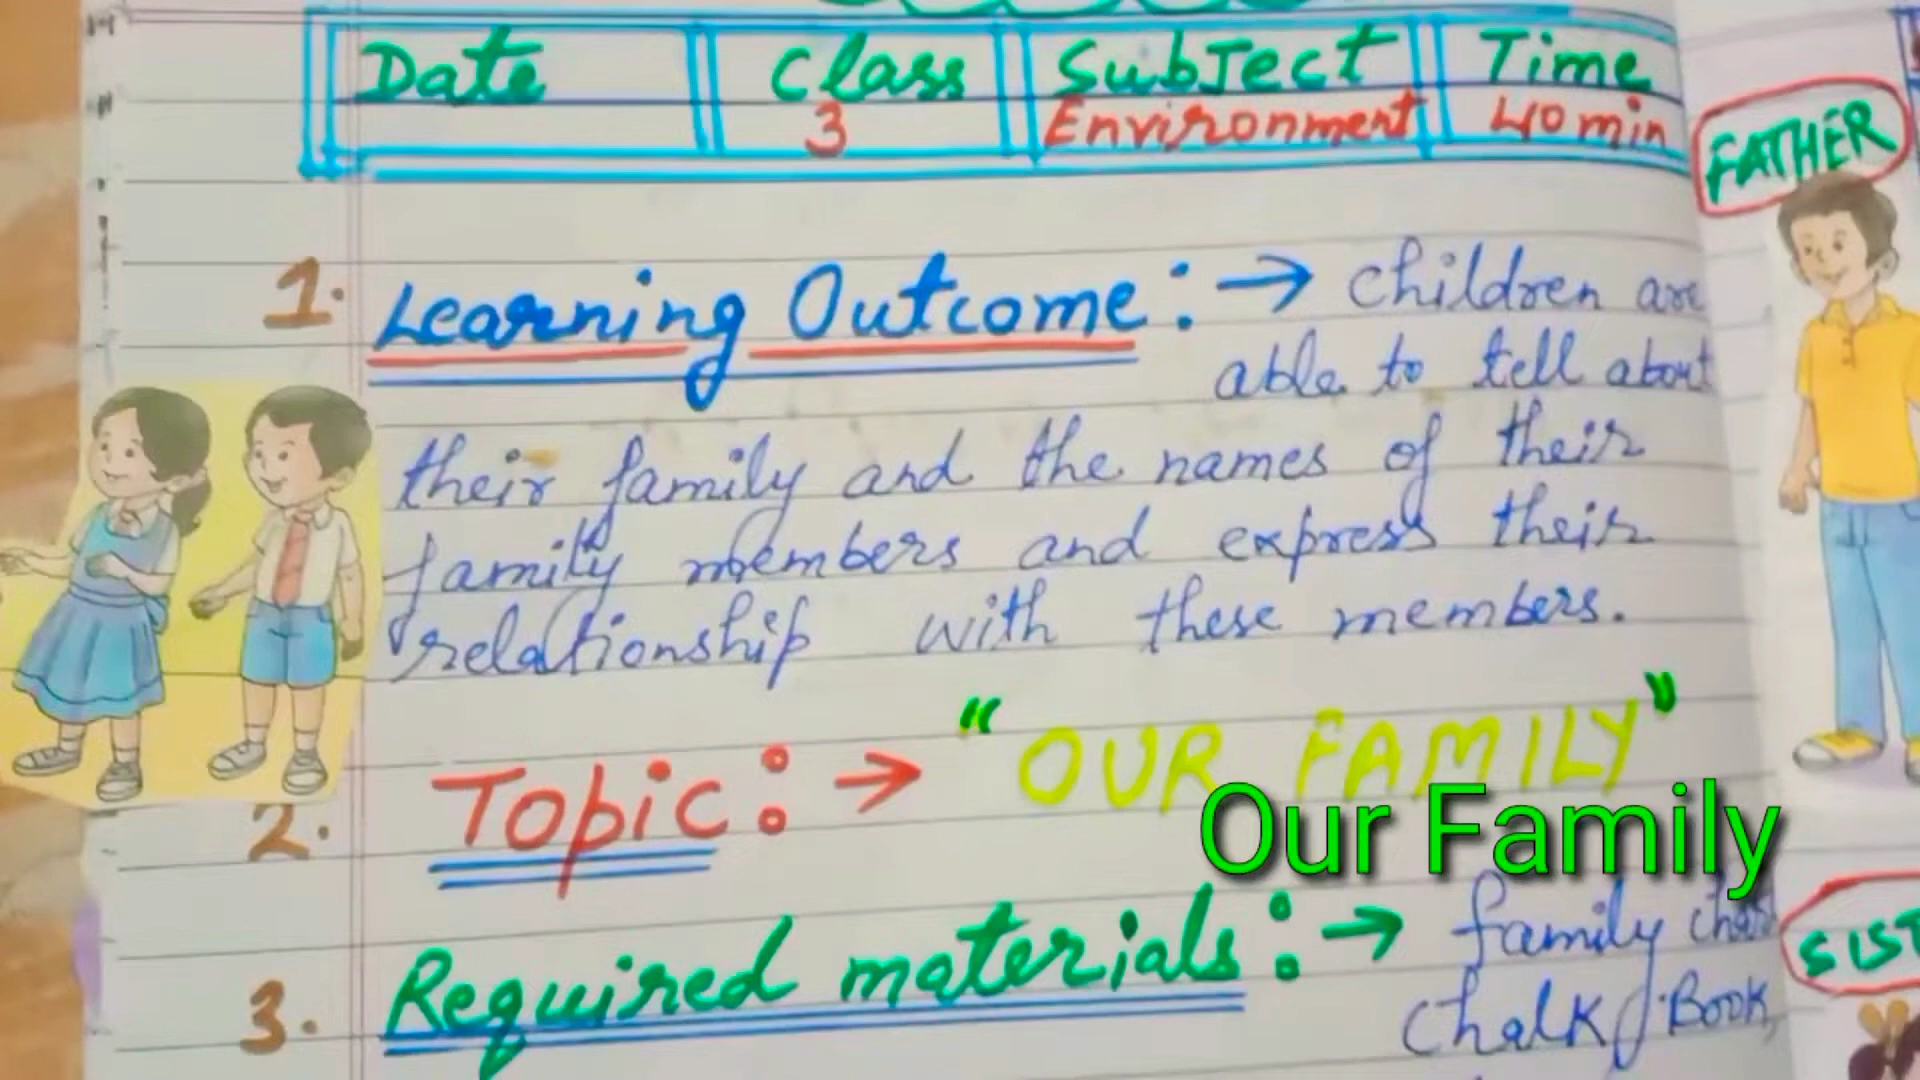 Date Class SubJect Time
3 Environment 40 min
FATHER
1. Learning Outcome :→ children are
able to tell about
their family and the names of their
family members and express their
relationship with these members.
2. Topic :→ "OUR FAMILY"
Our Family
3. Required materials :→ family chart
chalk, Book,
SIST